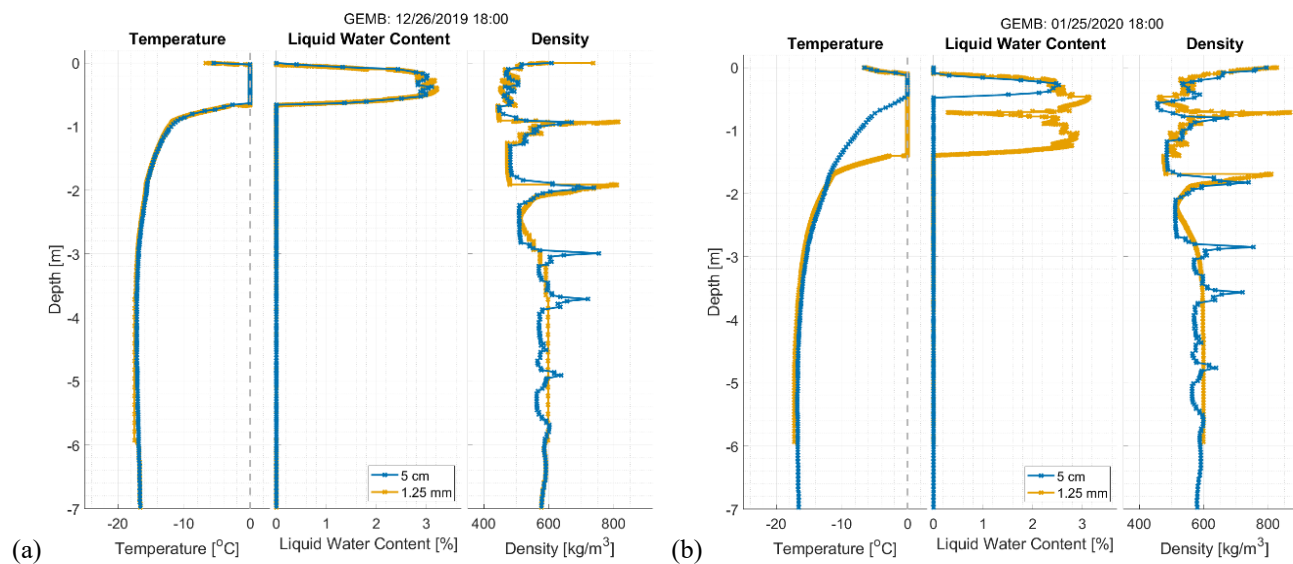 GEMB: 12/26/2019 18:00
Temperature Liquid Water Content Density
0
-1
-2
-3
-4
-5
-6
-7
Depth [m]
5 cm
1.25 mm
-20 -10 0 0 1 2 3 400 600 800
Temperature [°C] Liquid Water Content [%] Density [kg/m³]
(a)
GEMB: 01/25/2020 18:00
Temperature Liquid Water Content Density
0
-1
-2
-3
-4
-5
-6
-7
Depth [m]
5 cm
1.25 mm
-20 -10 0 0 1 2 3 400 600 800
Temperature [°C] Liquid Water Content [%] Density [kg/m³]
(b)